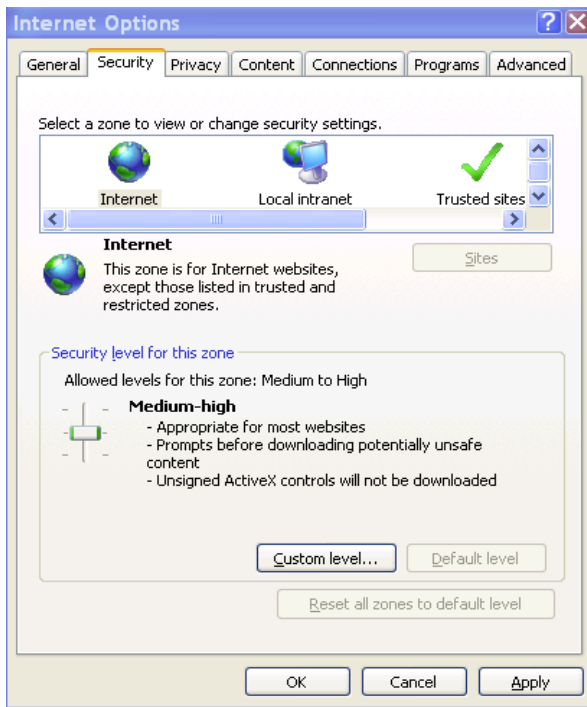 Internet Options
General Security Privacy Content Connections Programs Advanced
Select a zone to view or change security settings.
Internet Local intranet Trusted sites
Internet
Sites
This zone is for Internet websites,
except those listed in trusted and
restricted zones.
Security level for this zone
Allowed levels for this zone: Medium to High
Medium-high
- Appropriate for most websites
- Prompts before downloading potentially unsafe
content
- Unsigned ActiveX controls will not be downloaded
Custom level... Default level
Reset all zones to default level
OK Cancel Apply